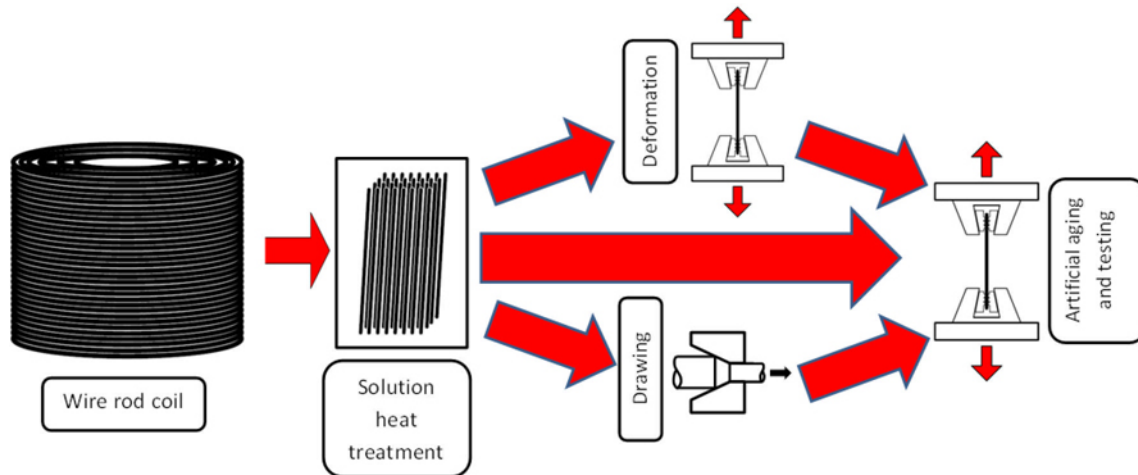 Wire rod coil
Solution
heat
treatment
Deformation
Drawing
Artificial aging
and testing